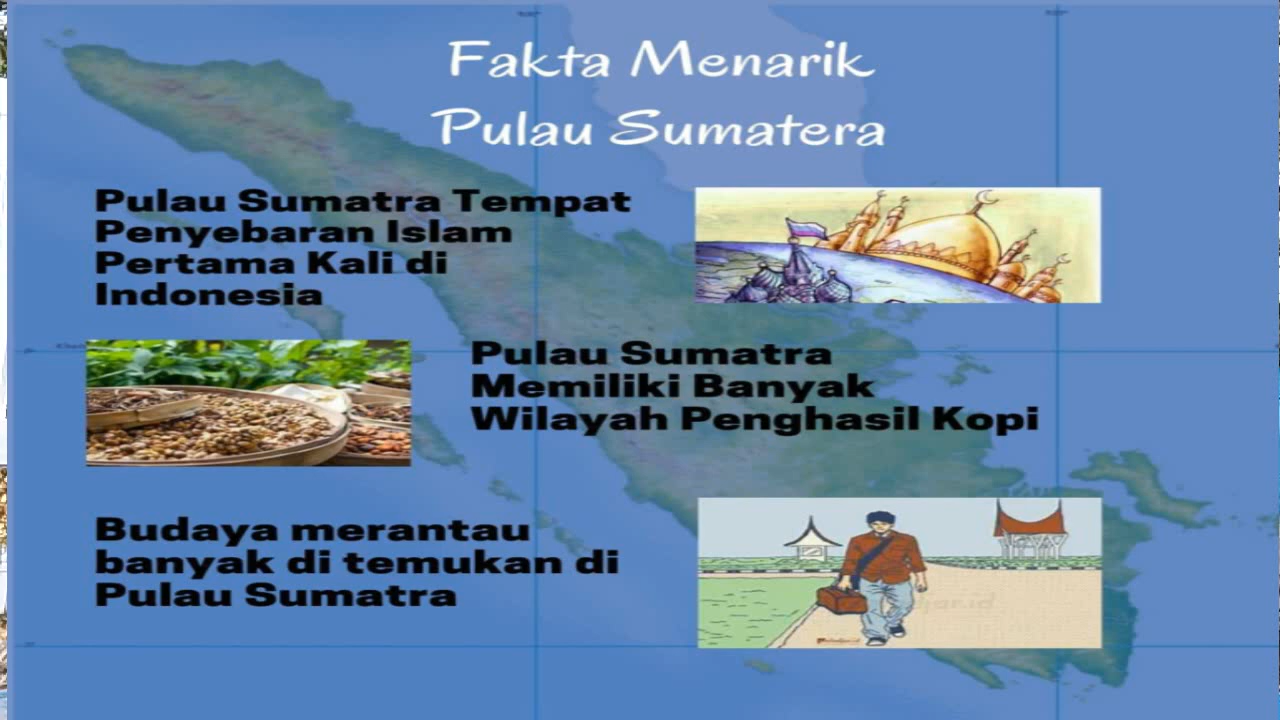 Fakta Menarik
Pulau Sumatera
Pulau Sumatra Tempat
Penyebaran Islam
Pertama Kali di
Indonesia
Pulau Sumatra
Memiliki Banyak
Wilayah Penghasil Kopi
Budaya merantau
banyak di temukan di
Pulau Sumatra